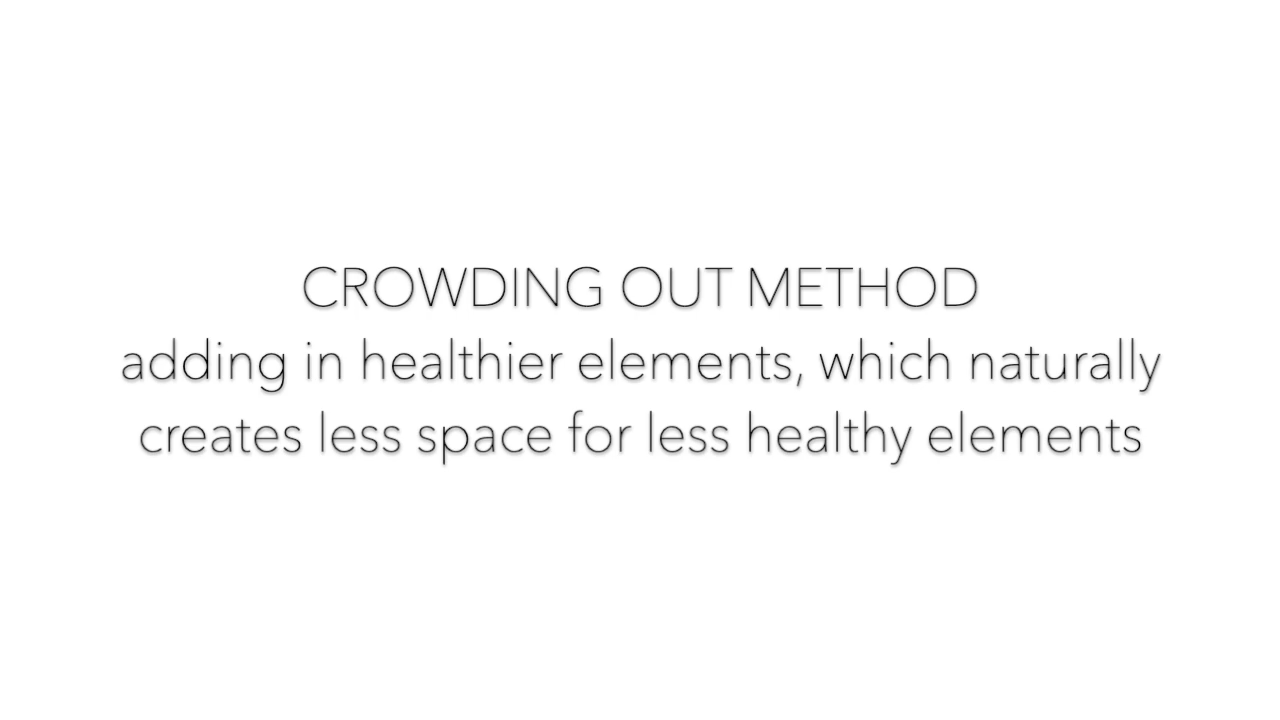 CROWDING OUT METHOD
adding in healthier elements, which naturally
creates less space for less healthy elements